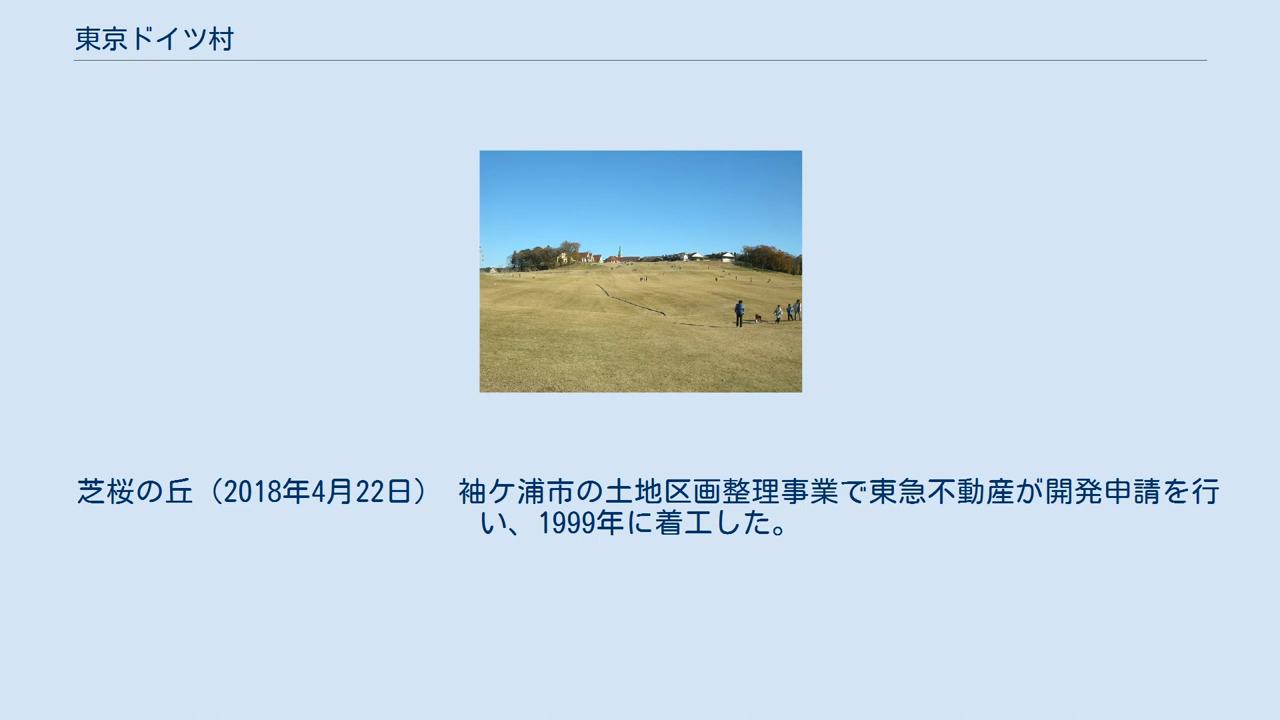 東京ドイツ村
芝桜の丘（2018年4月22日）　袖ケ浦市の土地区画整理事業で東急不動産が開発申請を行
い、1999年に着工した。